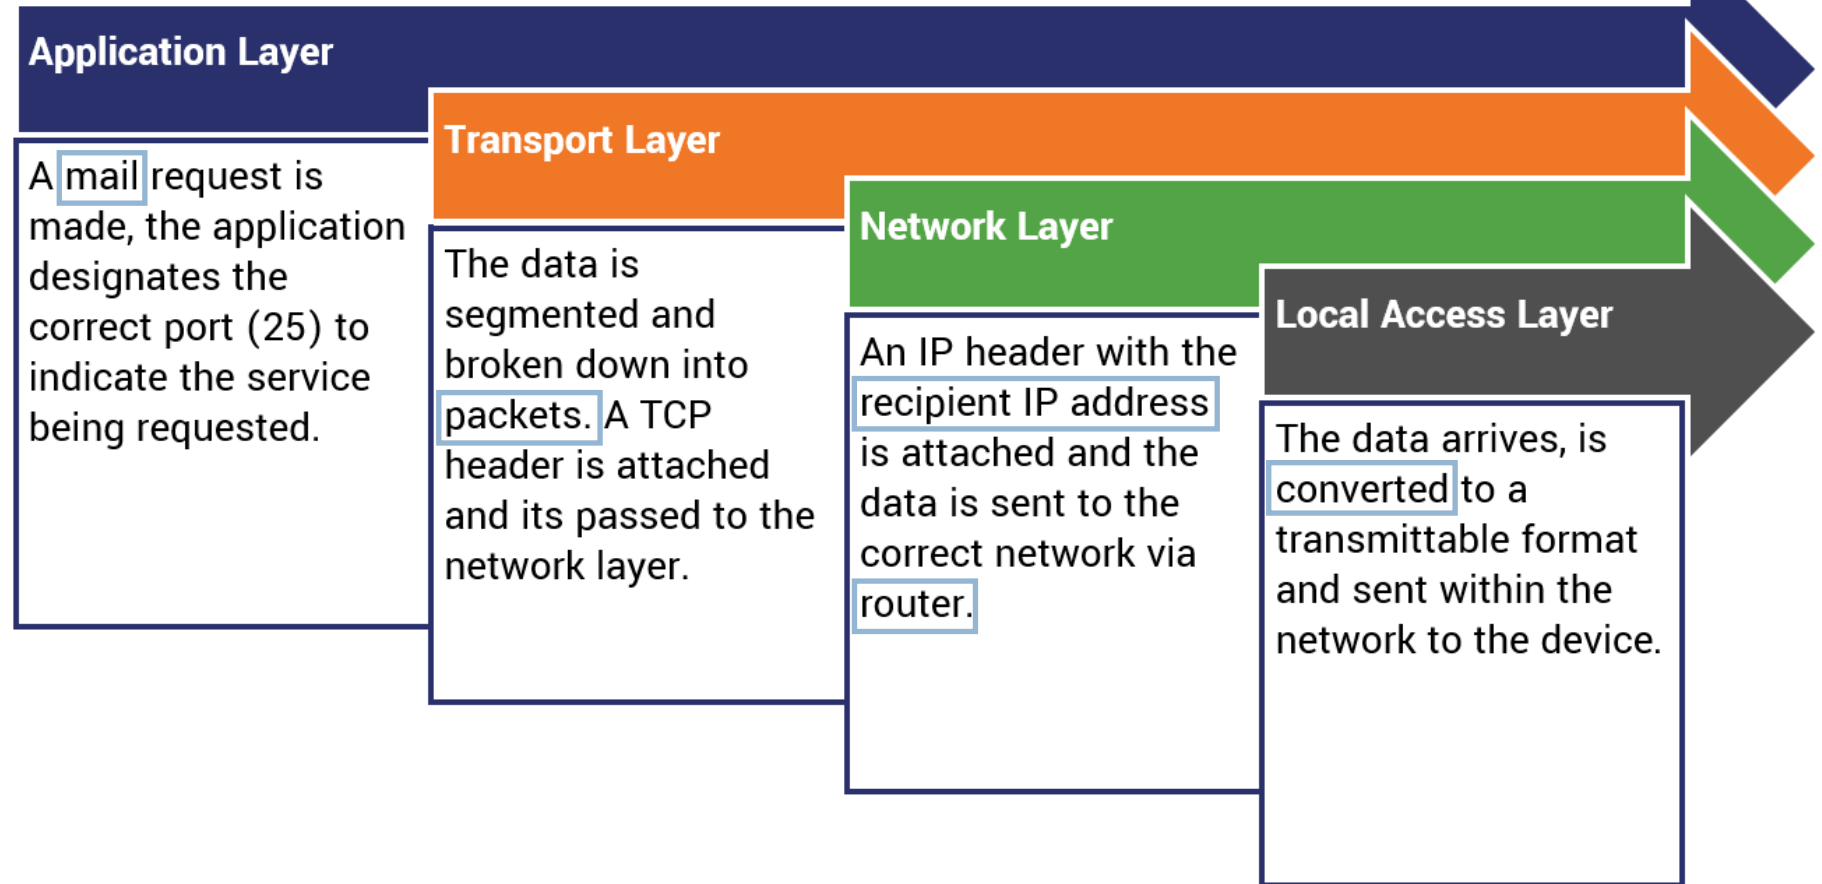 Application Layer
A mail request is
made, the application
designates the
correct port (25) to
indicate the service
being requested.
Transport Layer
The data is
segmented and
broken down into
packets. A TCP
header is attached
and its passed to the
network layer.
Network Layer
An IP header with the
recipient IP address
is attached and the
data is sent to the
correct network via
router.
Local Access Layer
The data arrives, is
converted to a
transmittable format
and sent within the
network to the device.